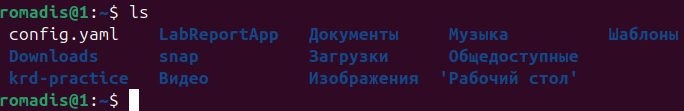 romadis@1:~$ ls
config.yaml LabReportApp Документы Музыка Шаблоны
Downloads snap Загрузки Общедоступные
krd-practice Видео Изображения 'Рабочий стол'
romadis@1:~$